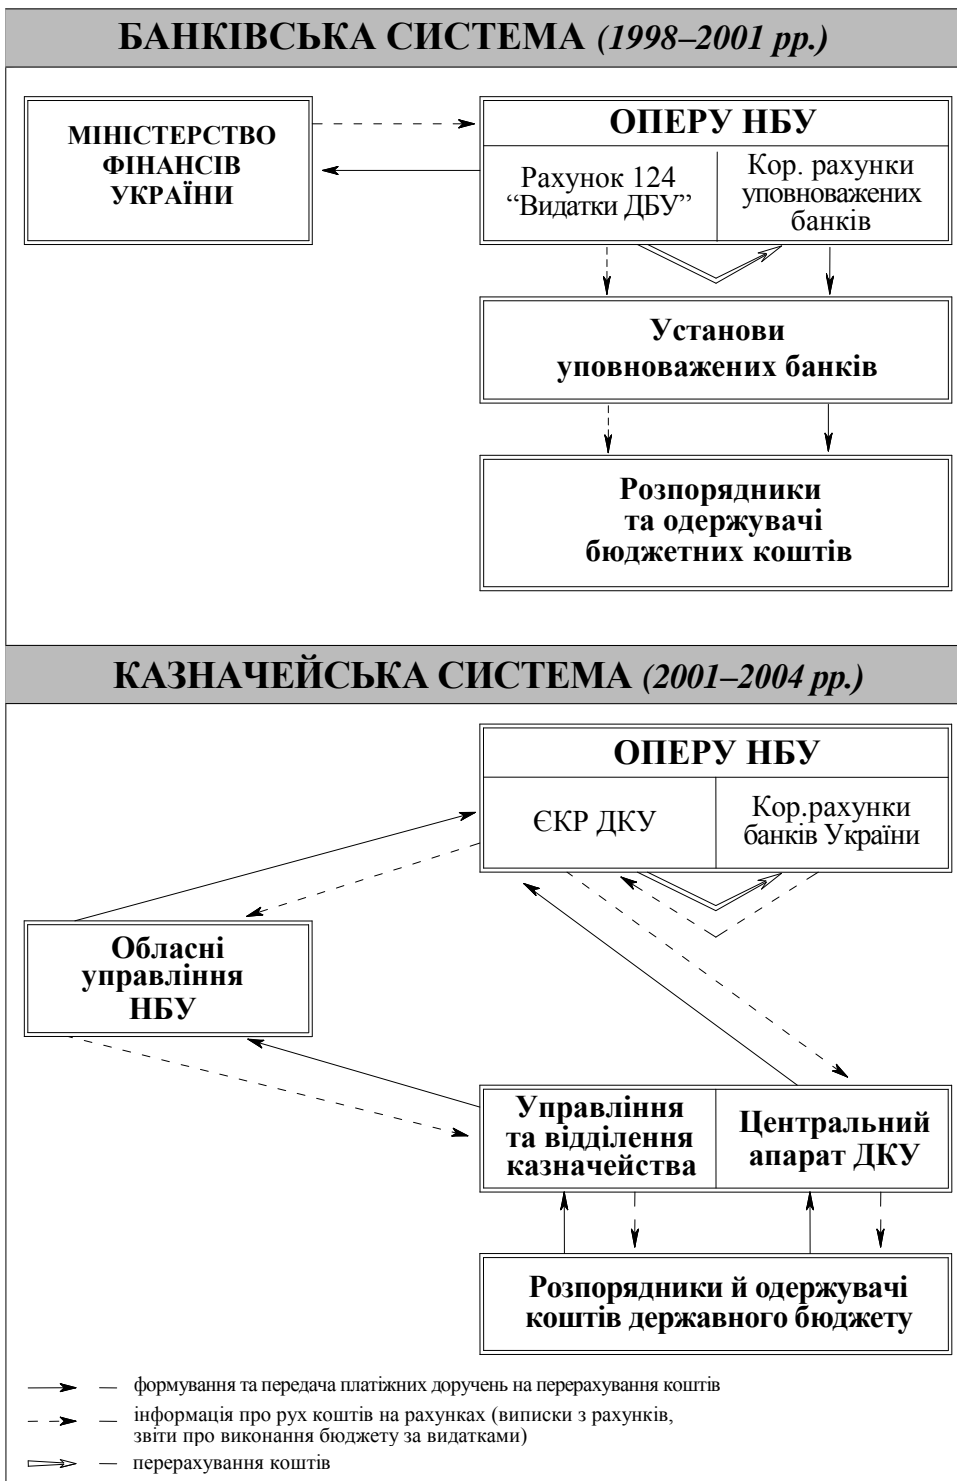 БАНКІВСЬКА СИСТЕМА (1998–2001 рр.)
МІНІСТЕРСТВО
ФІНАНСІВ
УКРАЇНИ
ОПЕРУ НБУ
Рахунок 124
“Видатки ДБУ”
Кор. рахунки
уповноважених
банків
Установи
уповноважених банків
Розпорядники
та одержувачі
бюджетних коштів
КАЗНАЧЕЙСЬКА СИСТЕМА (2001–2004 рр.)
ОПЕРУ НБУ
ЄКР ДКУ
Кор.рахунки
банків України
Обласні
управління
НБУ
Управління
та відділення
казначейства
Центральний
апарат ДКУ
Розпорядники й одержувачі
коштів державного бюджету
— формування та передача платіжних доручень на перерахування коштів
— інформація про рух коштів на рахунках (виписки з рахунків,
звіти про виконання бюджету за видатками)
— перерахування коштів